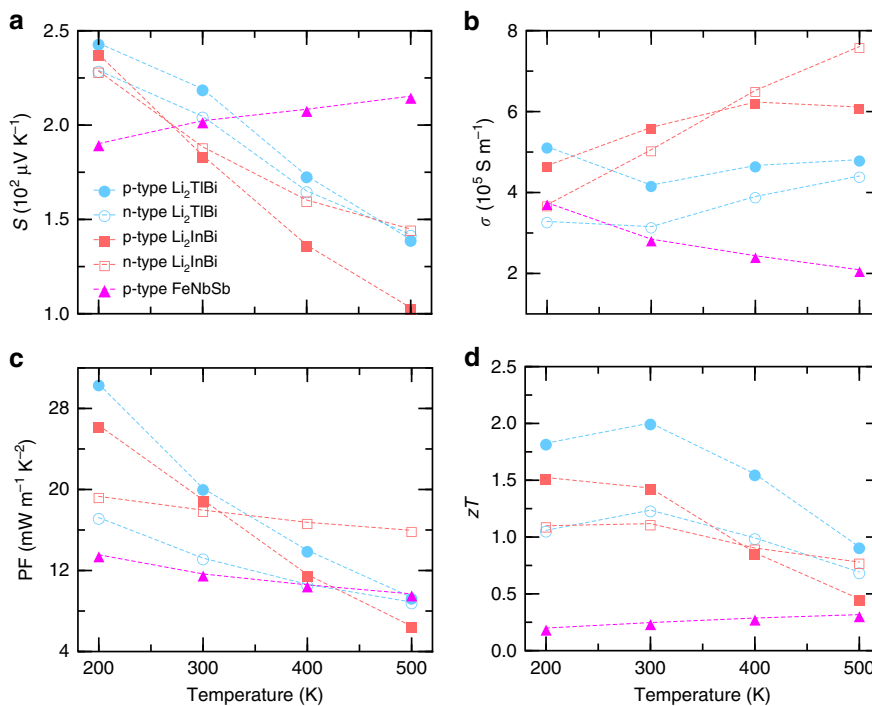 a
2.5
2.0
1.5
1.0
S (10² μV K⁻¹)
p-type Li₂TlBi
n-type Li₂TlBi
p-type Li₂InBi
n-type Li₂InBi
p-type FeNbSb
b
8
6
4
2
σ (10⁵ S m⁻¹)
c
28
20
12
4
PF (mW m⁻¹ K⁻²)
200 300 400 500
Temperature (K)
d
2.5
2.0
1.5
1.0
0.5
0.0
zT
200 300 400 500
Temperature (K)